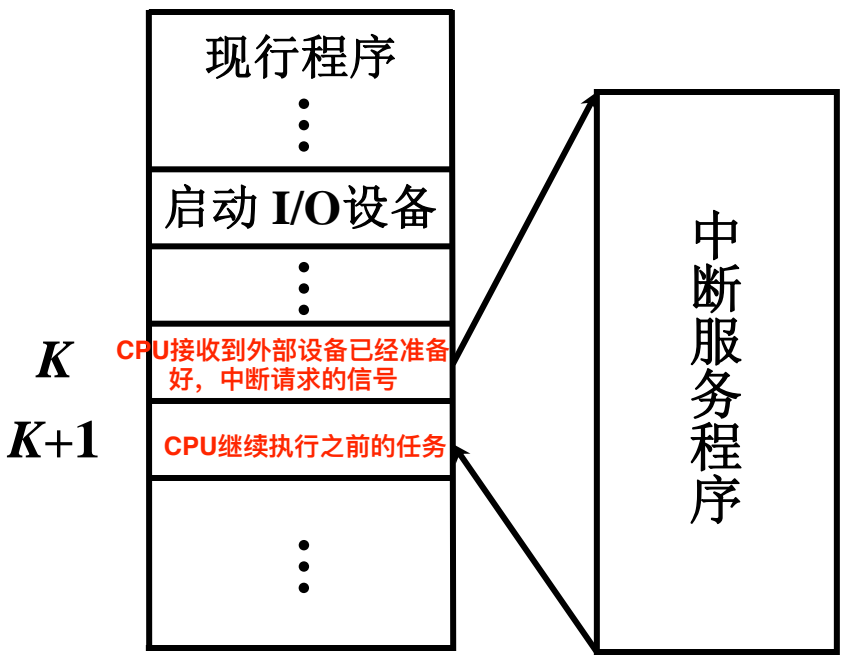 现行程序
启动 I/O设备
K
CPU接收到外部设备已经准备
好，中断请求的信号
K+1
CPU继续执行之前的任务
中断服务程序